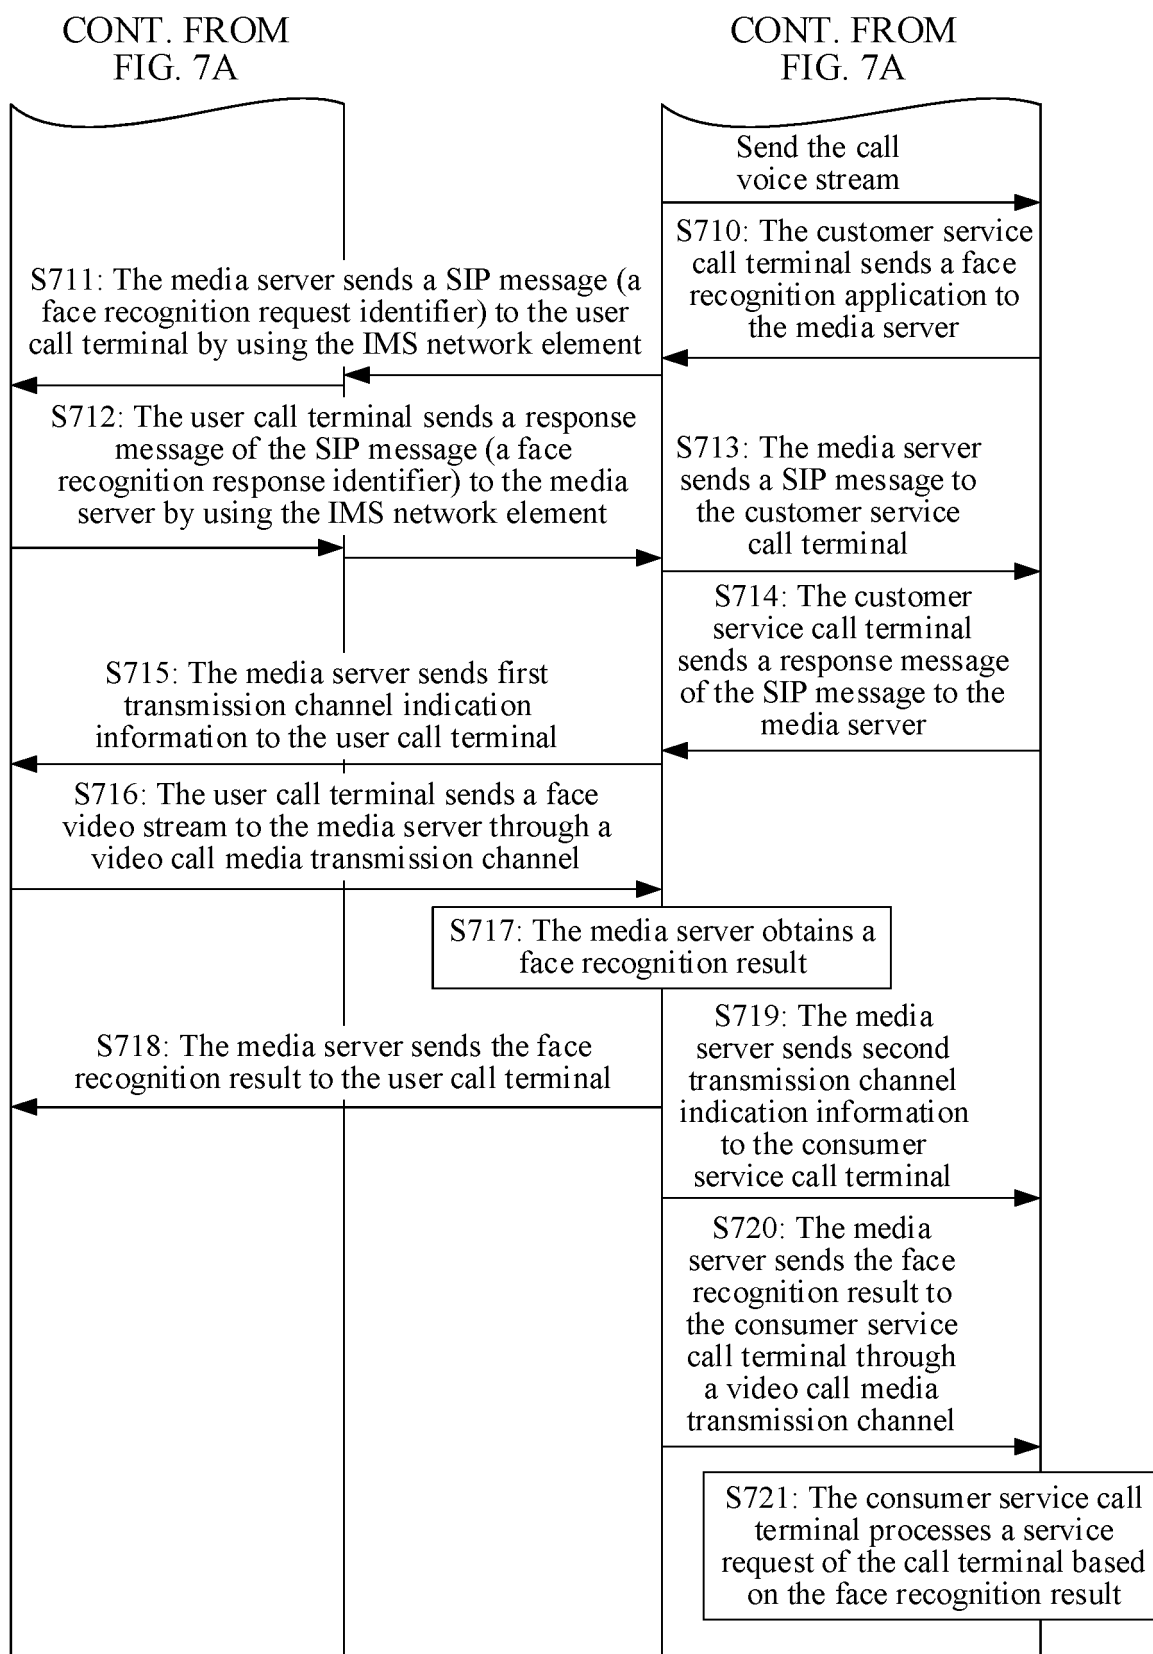 CONT. FROM
FIG. 7A
CONT. FROM
FIG. 7A
Send the call
voice stream
S710: The customer service
call terminal sends a face
recognition application to
the media server
S711: The media server sends a SIP message (a
face recognition request identifier) to the user
call terminal by using the IMS network element
S712: The user call terminal sends a response
message of the SIP message (a face
recognition response identifier) to the media
server by using the IMS network element
S713: The media server
sends a SIP message to
the customer service
call terminal
S714: The customer
service call terminal
sends a response message
of the SIP message to the
media server
S715: The media server sends first
transmission channel indication
information to the user call terminal
S716: The user call terminal sends a face
video stream to the media server through a
video call media transmission channel
S717: The media server obtains a
face recognition result
S718: The media server sends the face
recognition result to the user call terminal
S719: The media
server sends second
transmission channel
indication information
to the consumer
service call terminal
S720: The media
server sends the face
recognition result to
the consumer service
call terminal through
a video call media
transmission channel
S721: The consumer service call
terminal processes a service
request of the call terminal based
on the face recognition result